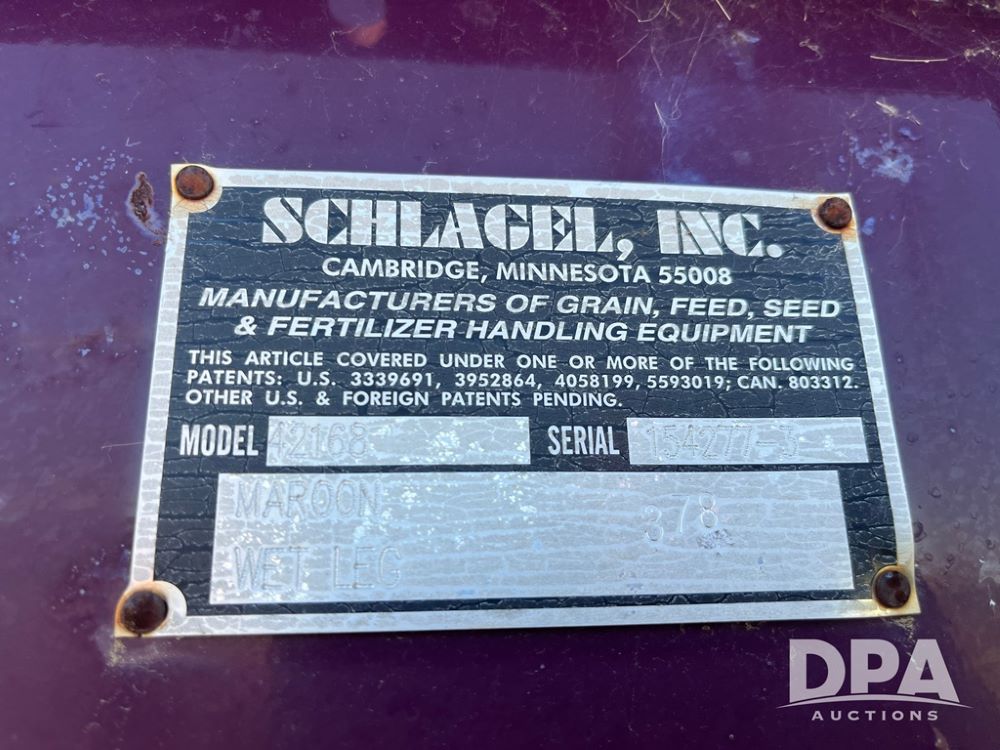 SCHLAGEL, INC.
CAMBRIDGE, MINNESOTA 55008
MANUFACTURERS OF GRAIN, FEED, SEED
& FERTILIZER HANDLING EQUIPMENT
THIS ARTICLE COVERED UNDER ONE OR MORE OF THE FOLLOWING
PATENTS: U.S. 3339691, 3952864, 4058199, 5593019; CAN. 803312.
OTHER U.S. & FOREIGN PATENTS PENDING.
MODEL 42168 SERIAL 154277-3
MAROON 3.78
WET LEG
DPA
AUCTIONS